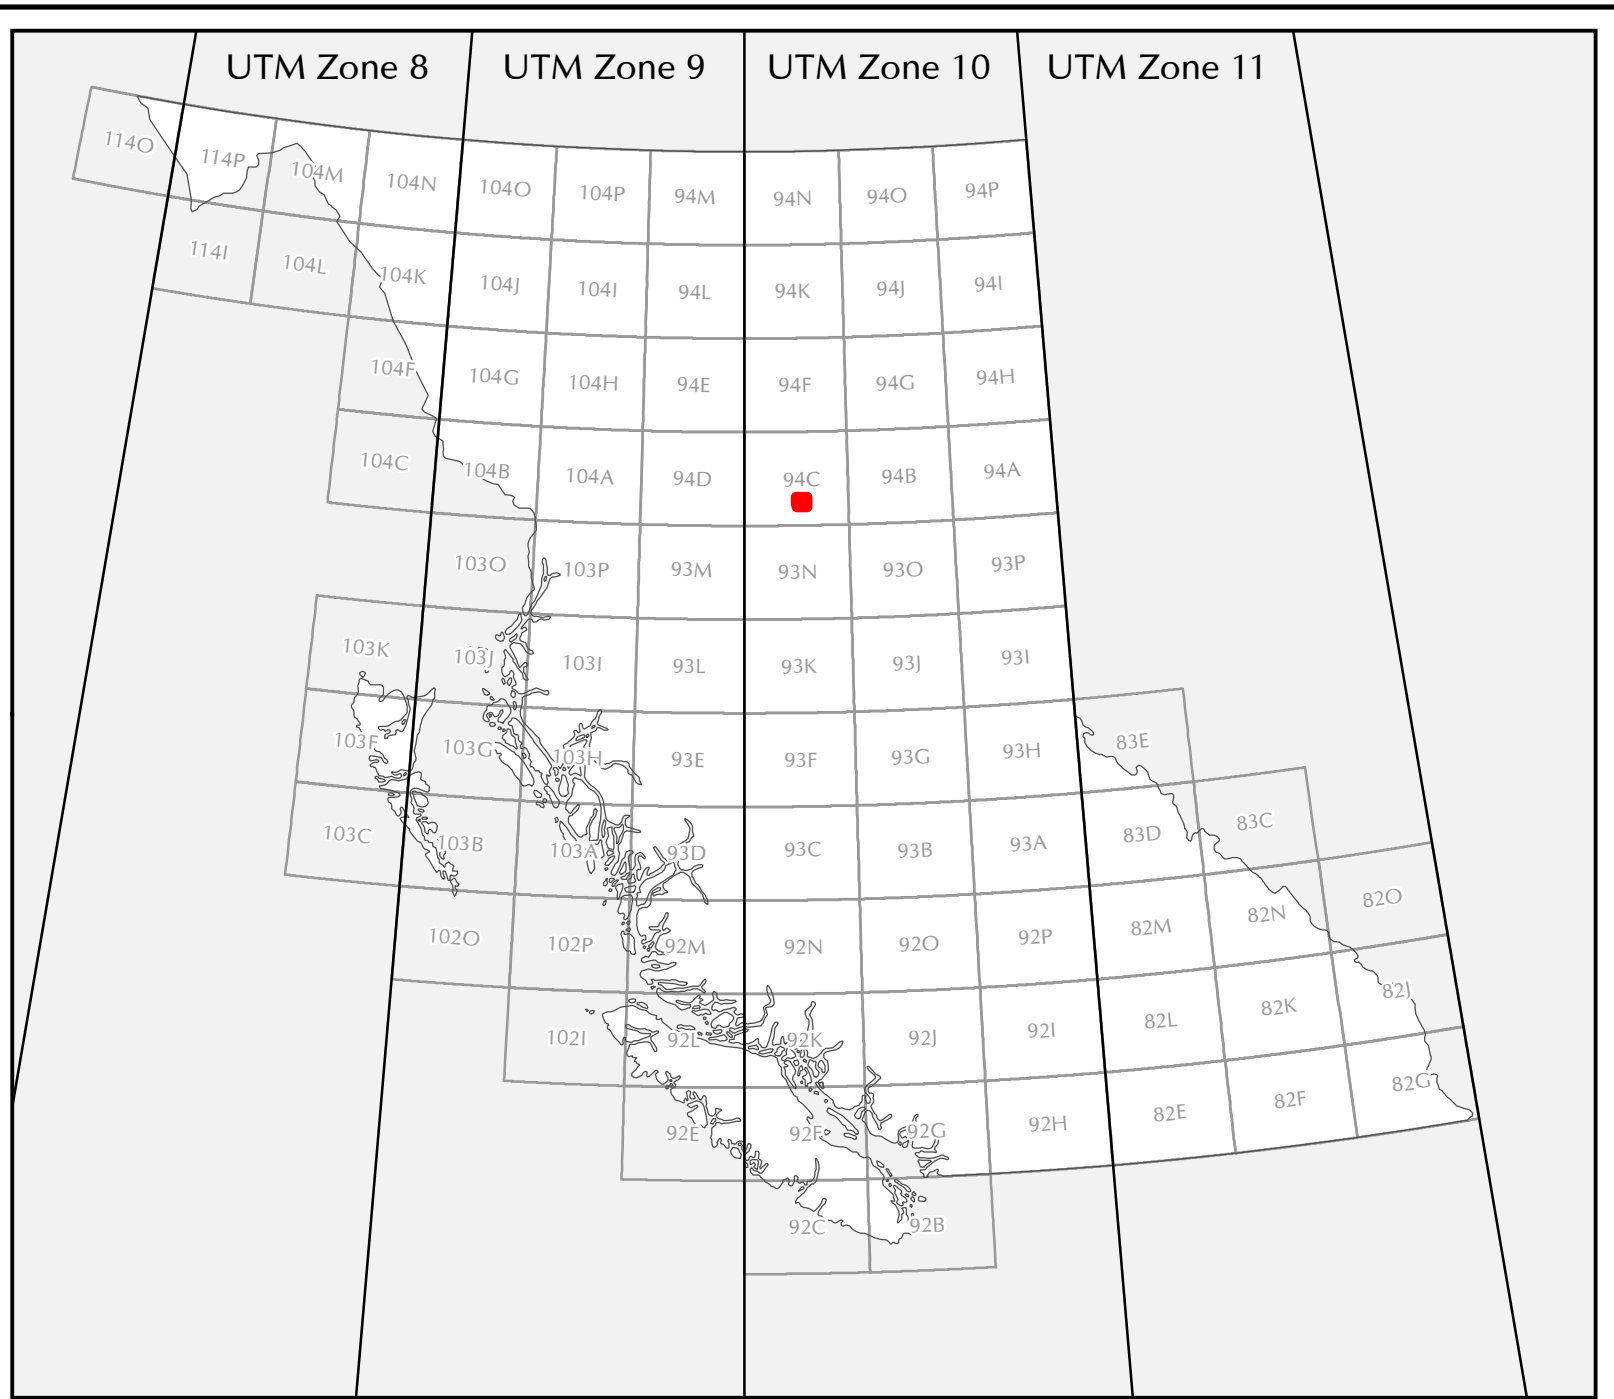 UTM Zone 8 UTM Zone 9 UTM Zone 10 UTM Zone 11
114O 114P 104M 104N 104O 104P 94M 94N 94O 94P
114I 104L 104K 104J 104I 94L 94K 94J 94I
104F 104G 104H 94E 94F 94G 94H
104C 104B 104A 94D 94C 94B 94A
103O 103P 93M 93N 93O 93P
103K 103J 103I 93L 93K 93J 93I
103F 103G 103H 93E 93F 93G 93H 83E
103C 103B 103A 93D 93C 93B 93A 83D 83C
102O 102P 92M 92N 92O 92P 82M 82N 82O
102I 92L 92K 92J 92I 82L 82K 82J
92E 92F 92G 92H 82E 82F 82G
92C 92B